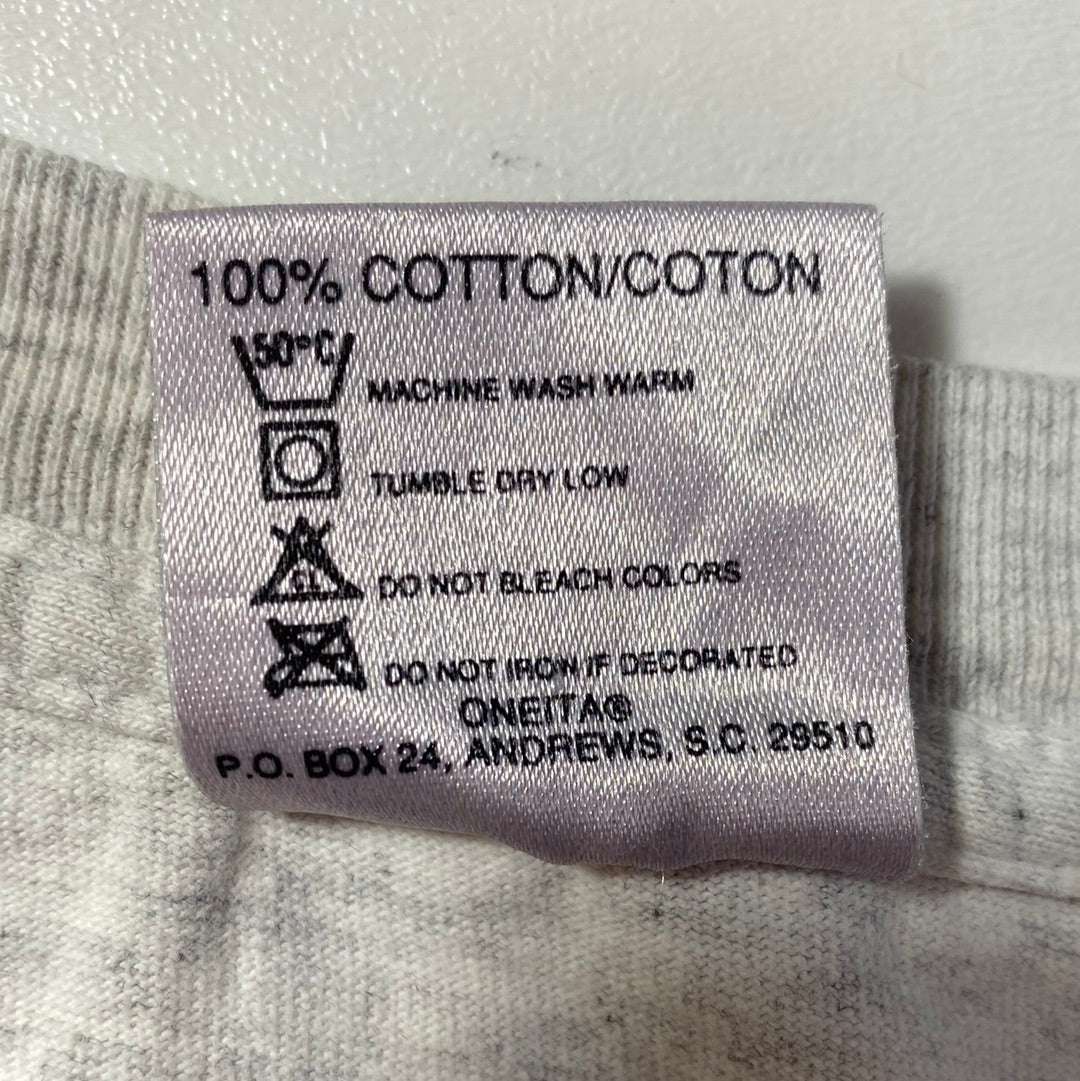 100% COTTON/COTON
50°C MACHINE WASH WARM
TUMBLE DRY LOW
CL DO NOT BLEACH COLORS
DO NOT IRON IF DECORATED
ONEITA®
P.O. BOX 24, ANDREWS, S.C. 29510